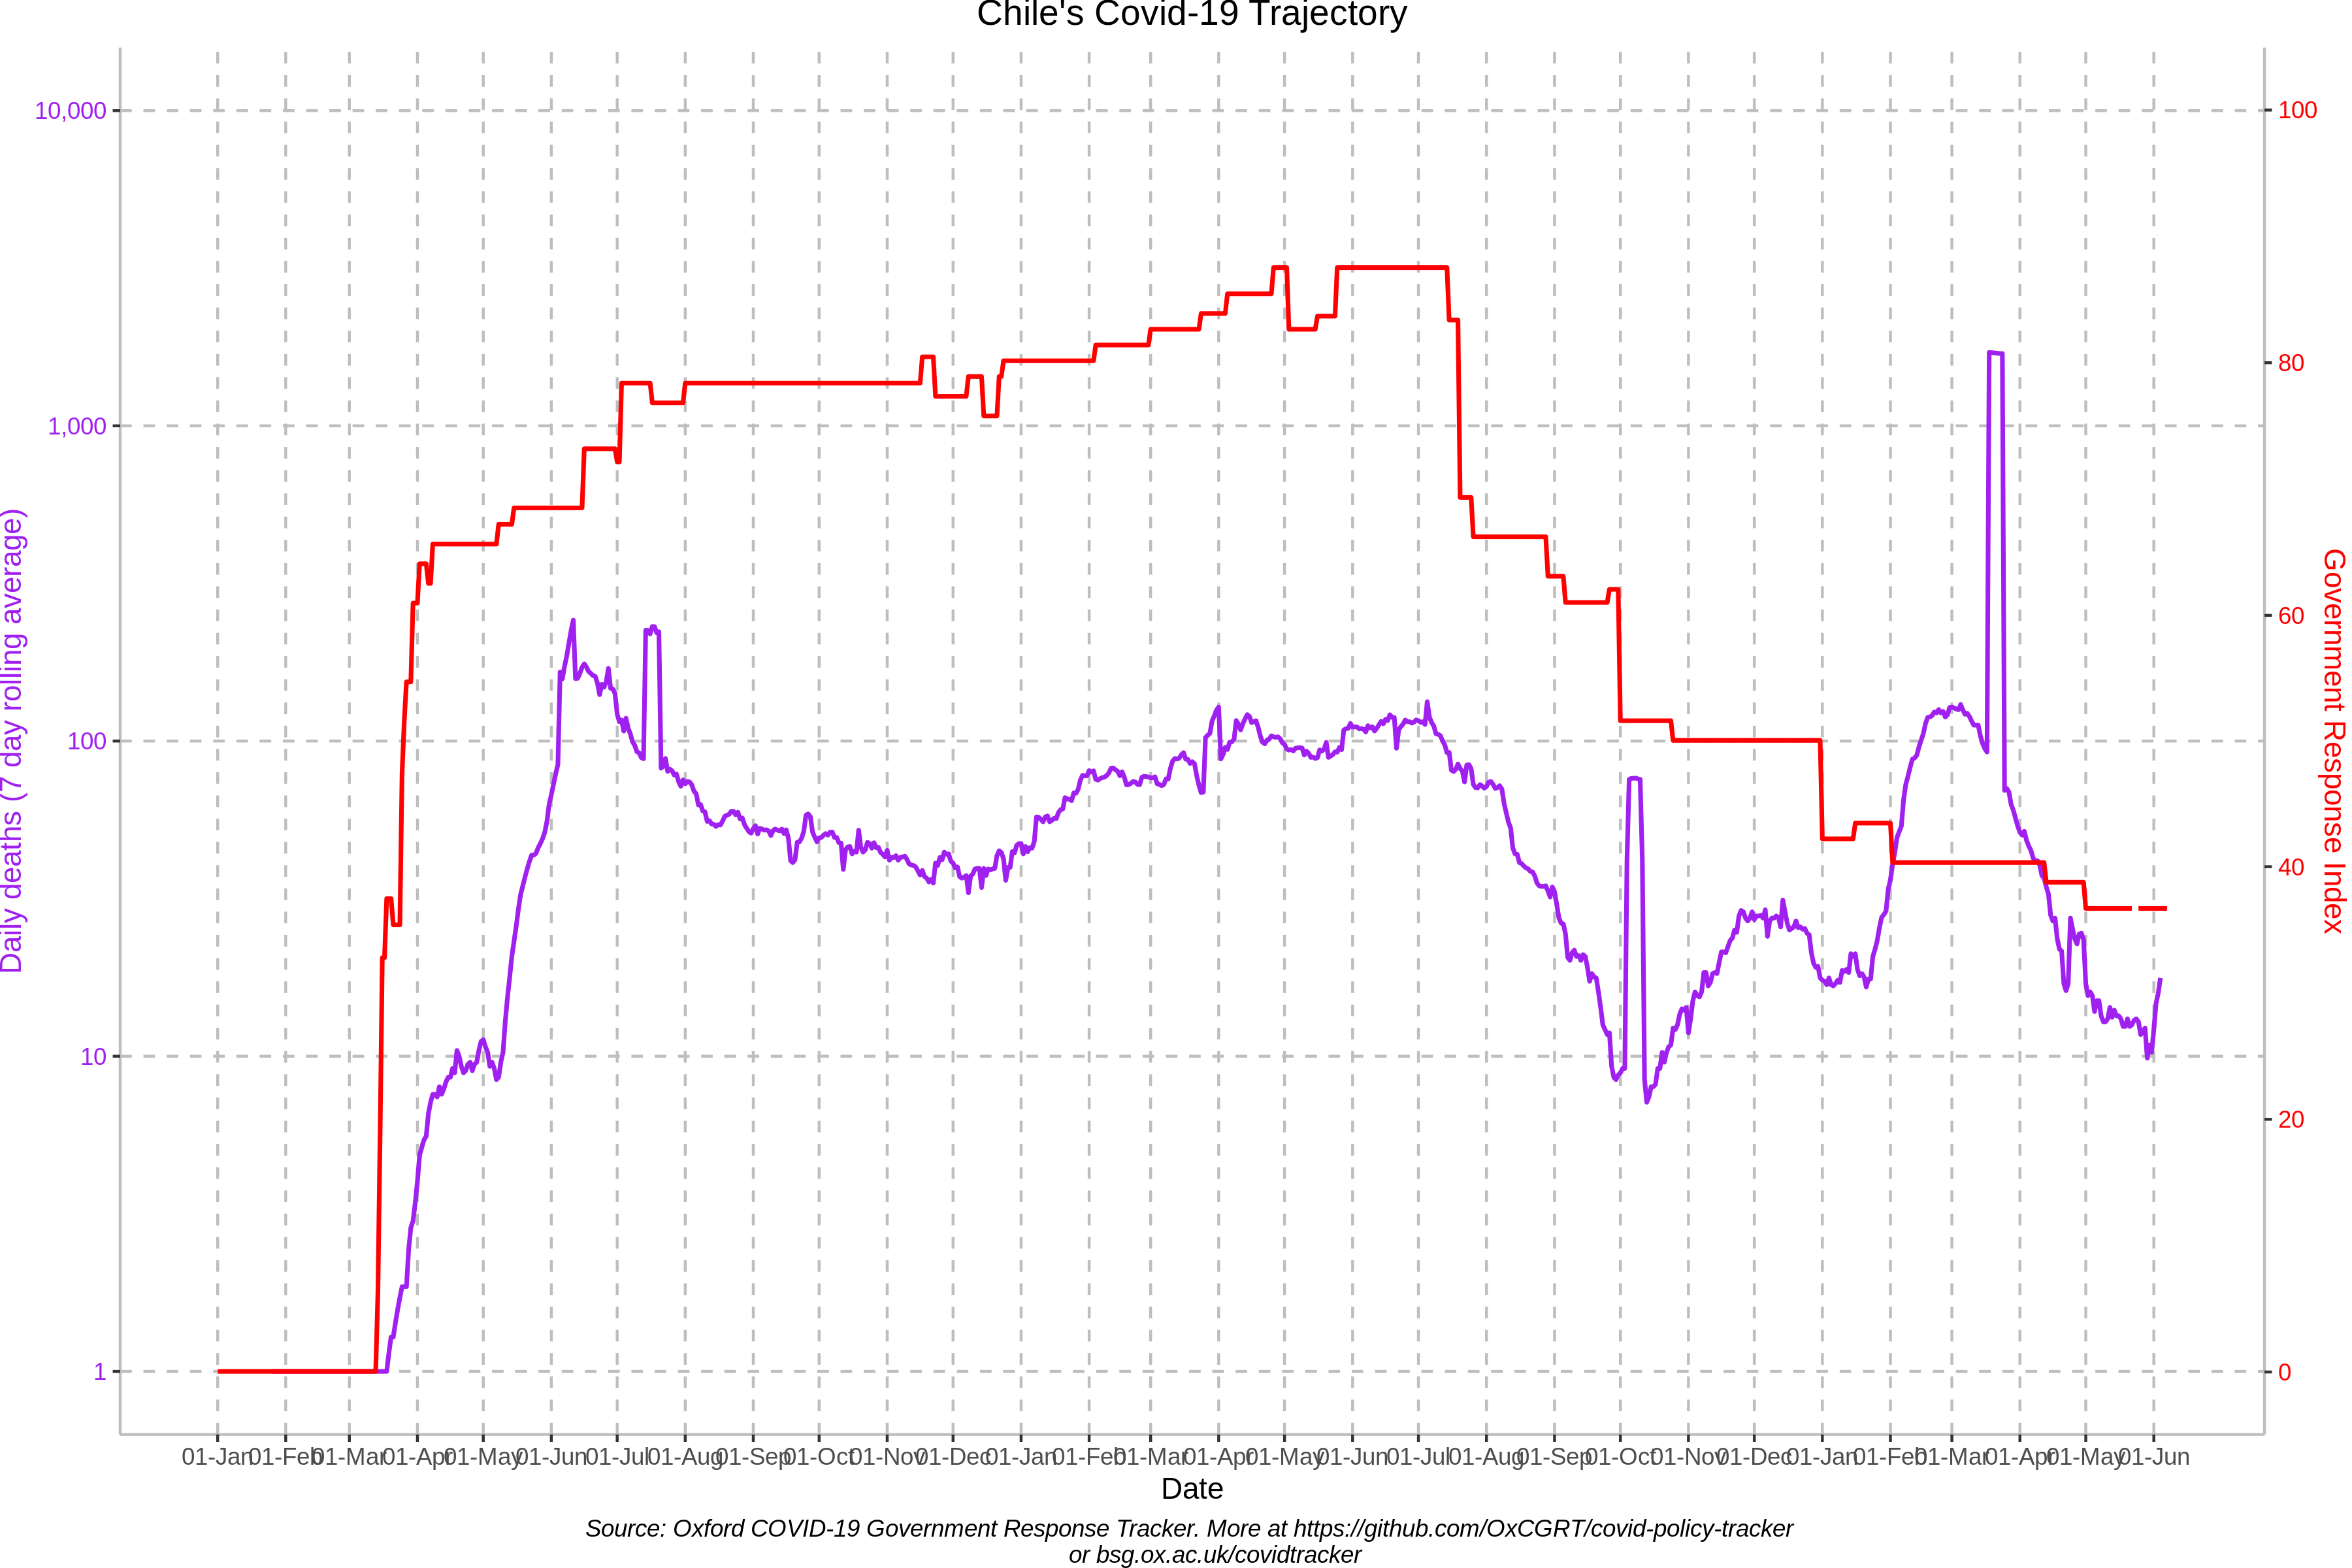 Chile's Covid-19 Trajectory
Daily deaths (7 day rolling average)
10,000
1,000
100
10
1
100
80
60
40
20
0
Government Response Index
01-Jan 01-Feb 01-Mar 01-Apr 01-May 01-Jun 01-Jul 01-Aug 01-Sep 01-Oct 01-Nov 01-Dec 01-Jan 01-Feb 01-Mar 01-Apr 01-May 01-Jun 01-Jul 01-Aug 01-Sep 01-Oct 01-Nov 01-Dec 01-Jan 01-Feb 01-Mar 01-Apr 01-May 01-Jun
Date
Source: Oxford COVID-19 Government Response Tracker. More at https://github.com/OxCGRT/covid-policy-tracker
or bsg.ox.ac.uk/covidtracker